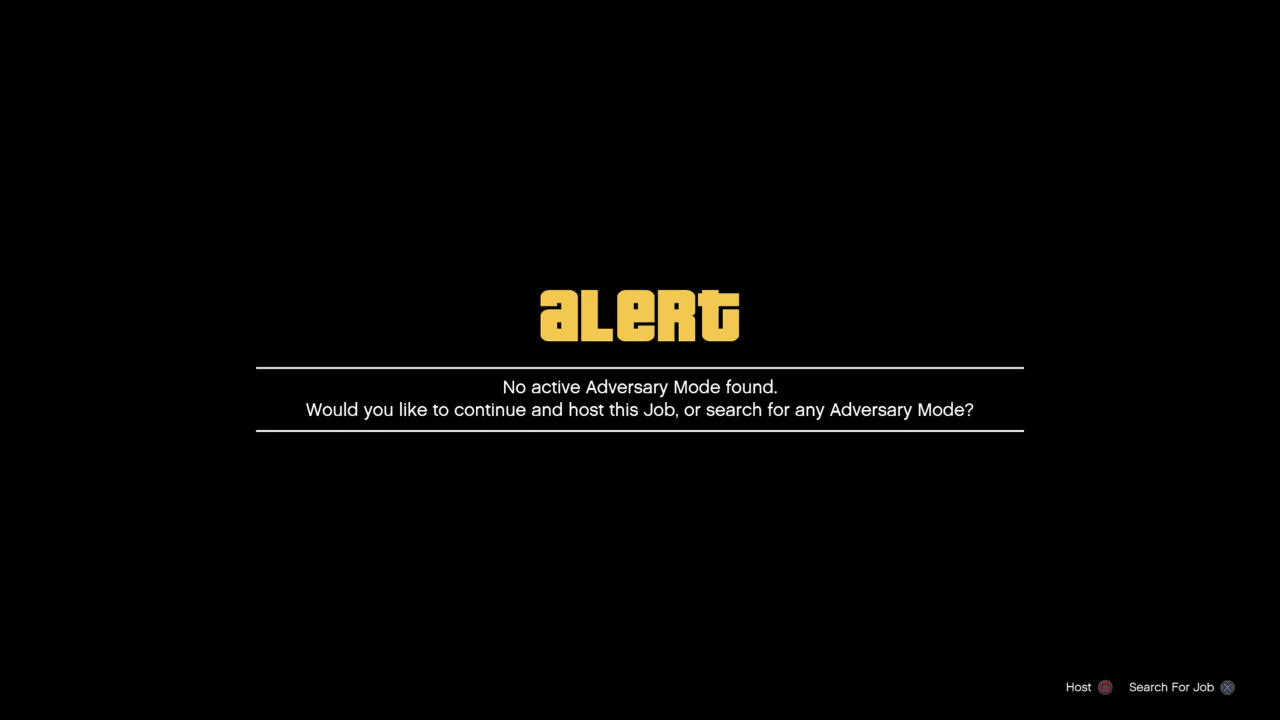 aLeRt
No active Adversary Mode found.
Would you like to continue and host this Job, or search for any Adversary Mode?
Host Search For Job